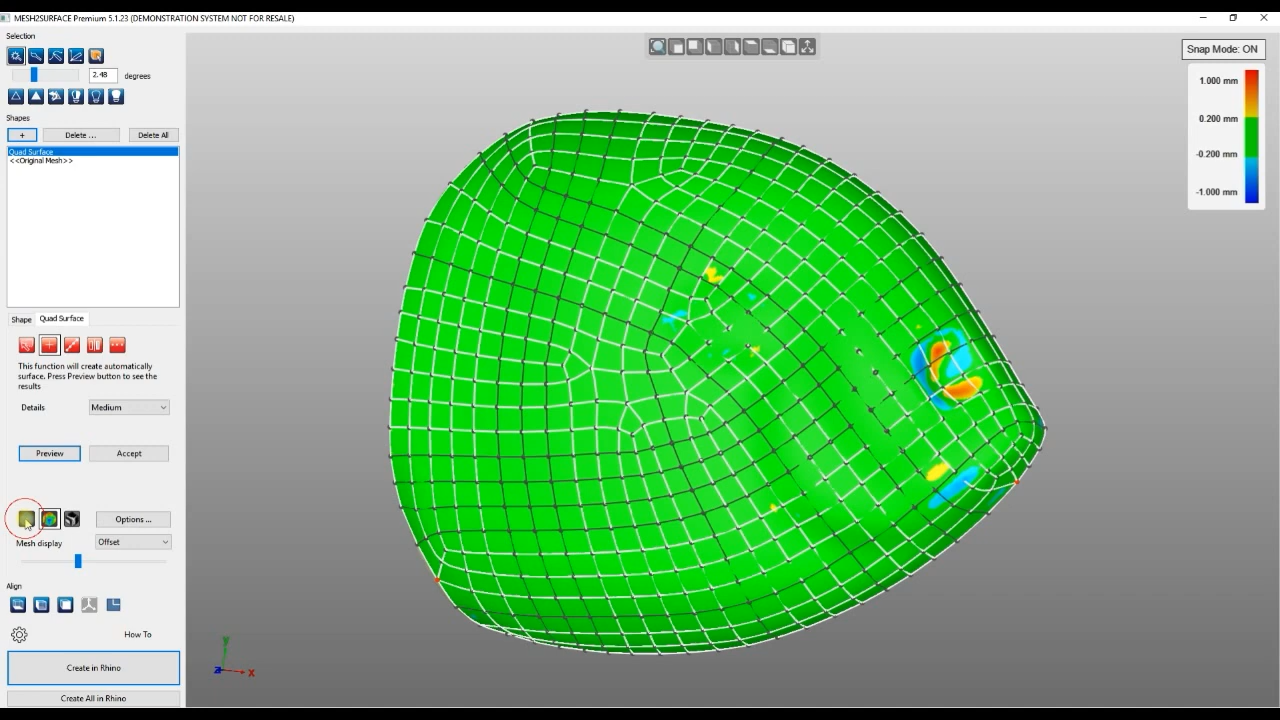 MESH2SURFACE Premium 5.1.23 (DEMONSTRATION SYSTEM NOT FOR RESALE)
Selection
2.48 degrees
Shapes
+ Delete ... Delete All
Quad Surface
<<Original Mesh>>
Shape Quad Surface
This function will create automatically
surface. Press Preview button to see the
results
Details Medium
Preview Accept
Options ...
Mesh display Offset
Align
How To
Create in Rhino
Create All in Rhino
Snap Mode: ON
1.000 mm
0.200 mm
-0.200 mm
-1.000 mm
Y
Z X